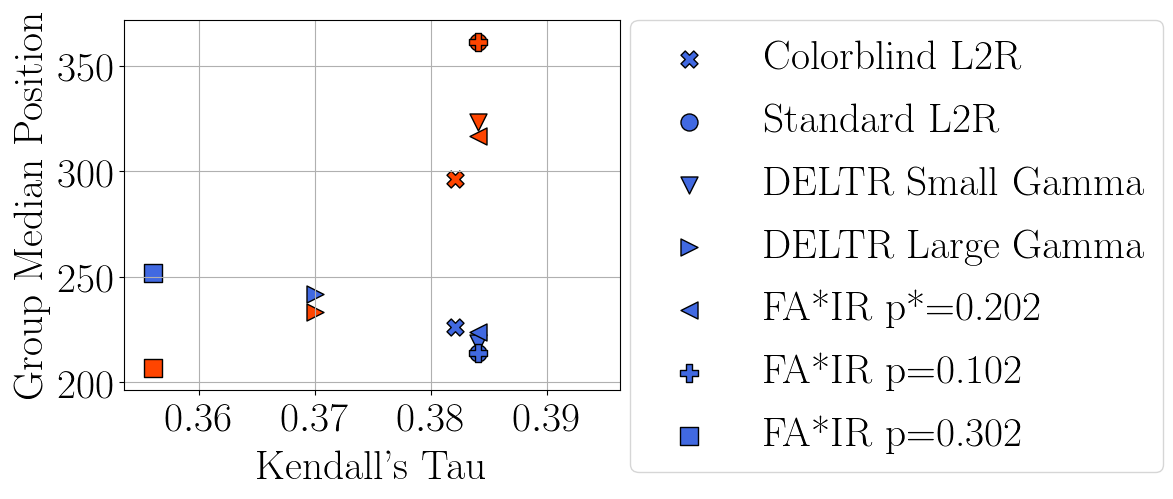 Group Median Position
350
300
250
200
0.36 0.37 0.38 0.39
Kendall's Tau
Colorblind L2R
Standard L2R
DELTR Small Gamma
DELTR Large Gamma
FA*IR p*=0.202
FA*IR p=0.102
FA*IR p=0.302